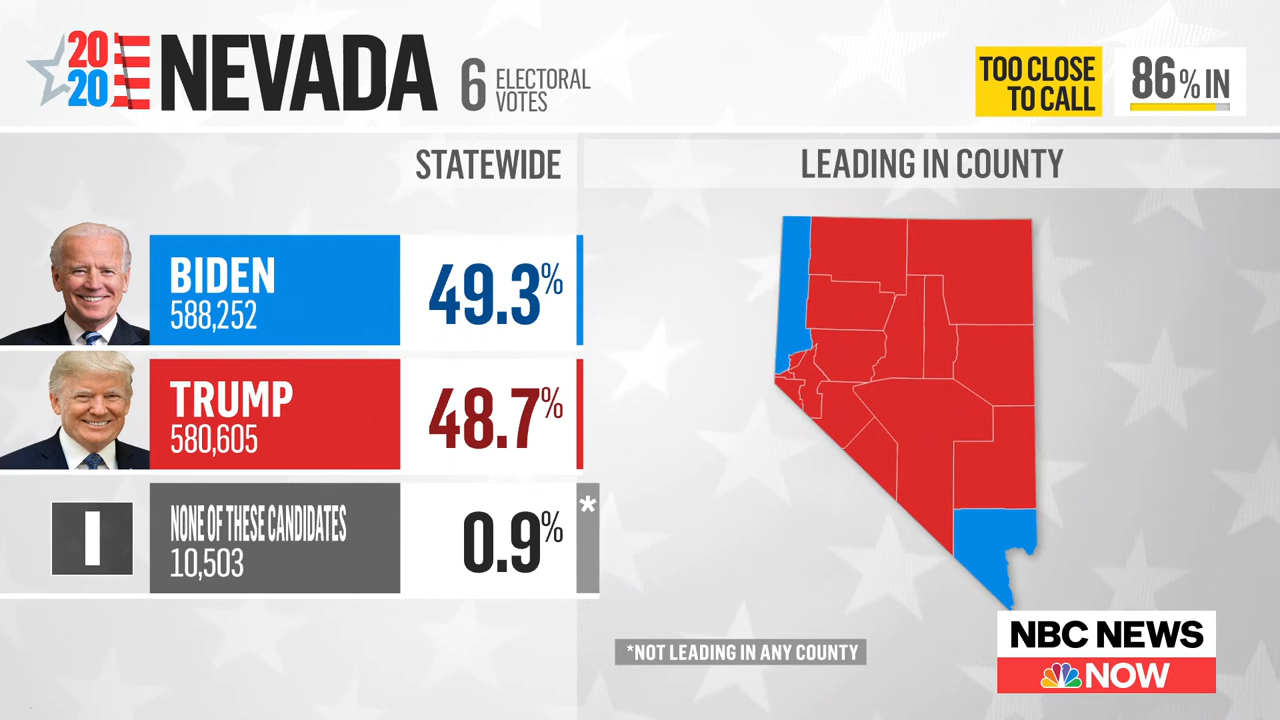 20
20
NEVADA
6
ELECTORAL
VOTES
TOO CLOSE
TO CALL
86% IN
STATEWIDE
LEADING IN COUNTY
BIDEN
588,252
49.3%
TRUMP
580,605
48.7%
I
NONE OF THESE CANDIDATES
10,503
0.9%
*
*NOT LEADING IN ANY COUNTY
NBC NEWS
NOW